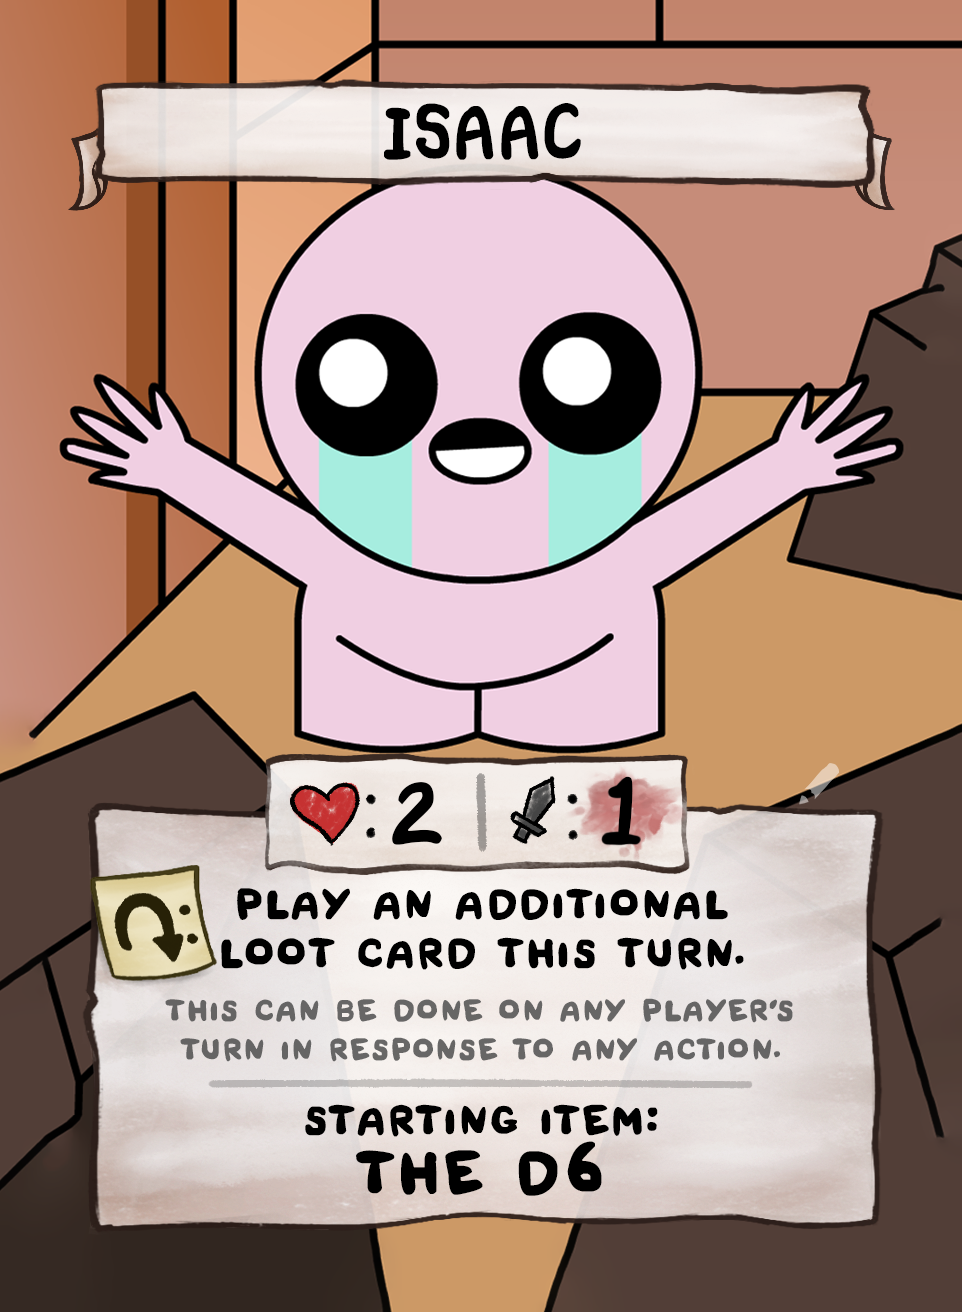 ISAAC
:2 | :1
PLAY AN ADDITIONAL
LOOT CARD THIS TURN.
THIS CAN BE DONE ON ANY PLAYER'S
TURN IN RESPONSE TO ANY ACTION.
STARTING ITEM:
THE D6